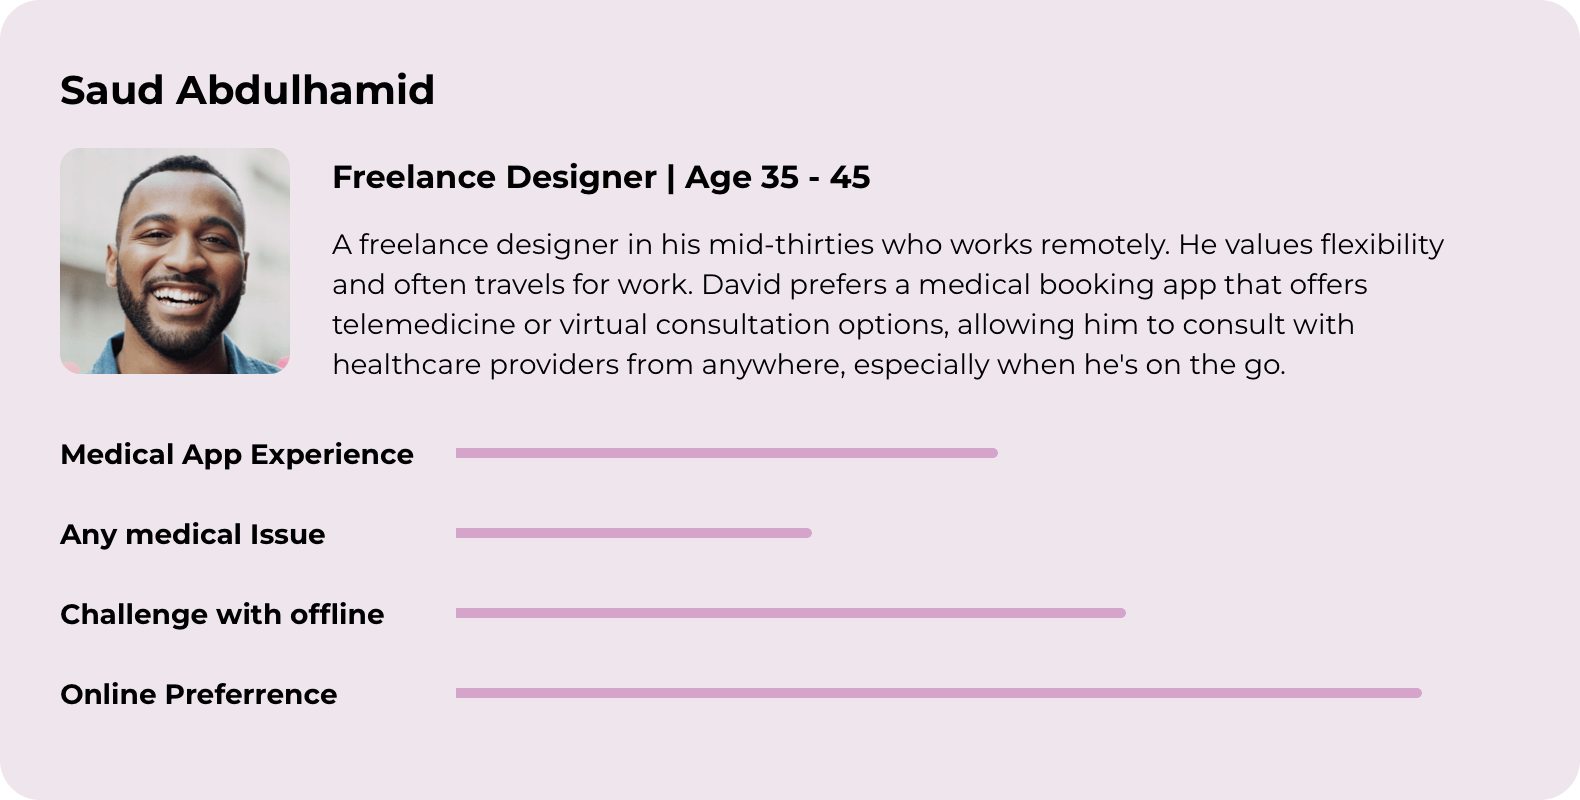 Saud Abdulhamid
Freelance Designer | Age 35 - 45
A freelance designer in his mid-thirties who works remotely. He values flexibility
and often travels for work. David prefers a medical booking app that offers
telemedicine or virtual consultation options, allowing him to consult with
healthcare providers from anywhere, especially when he's on the go.
Medical App Experience
Any medical Issue
Challenge with offline
Online Preferrence